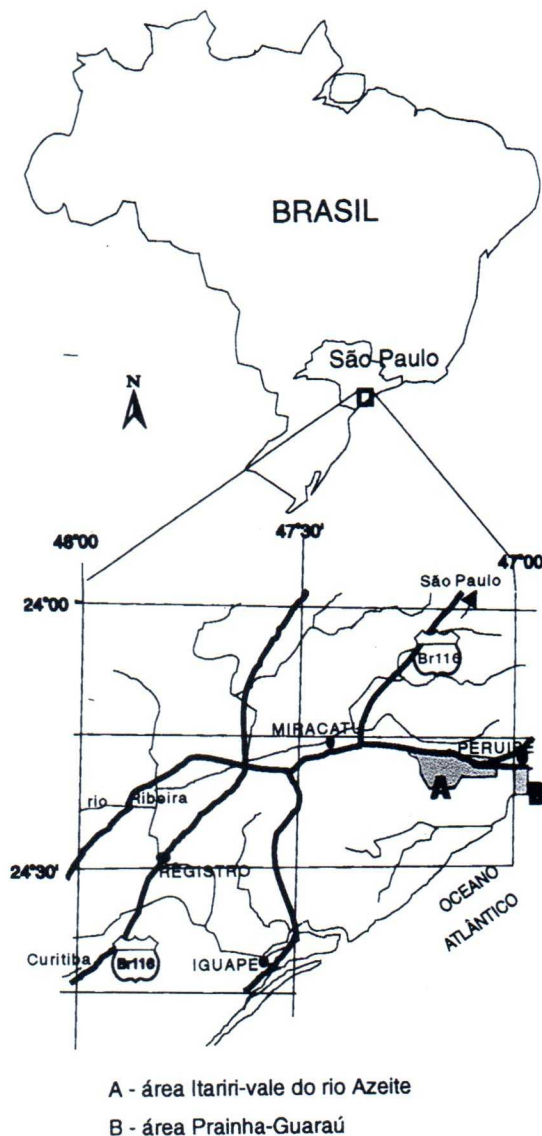 BRASIL
São Paulo
N
48°00
47°30'
47°00
24°00
São Paulo
Br116
MIRACATU
PERUIBE
A
B
rio Ribeira
24°30'
REGISTRO
OCEANO
ATLÂNTICO
Curitiba
Br116
IGUAPE
A - área Itariri-vale do rio Azeite
B - área Prainha-Guaraú